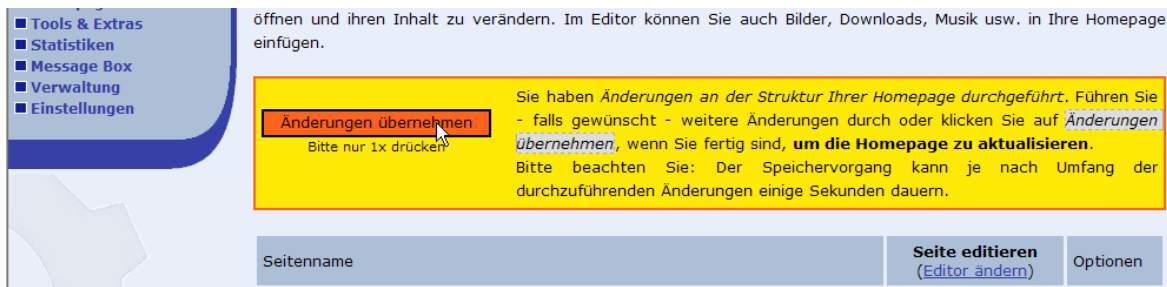 Tools & Extras
Statistiken
Message Box
Verwaltung
Einstellungen
öffnen und ihren Inhalt zu verändern. Im Editor können Sie auch Bilder, Downloads, Musik usw. in Ihre Homepage
einfügen.
Änderungen übernehmen
Bitte nur 1x drücken
Sie haben Änderungen an der Struktur Ihrer Homepage durchgeführt. Führen Sie
- falls gewünscht - weitere Änderungen durch oder klicken Sie auf Änderungen
übernehmen, wenn Sie fertig sind, um die Homepage zu aktualisieren.
Bitte beachten Sie: Der Speichervorgang kann je nach Umfang der
durchzuführenden Änderungen einige Sekunden dauern.
Seitenname
Seite editieren
(Editor ändern)
Optionen